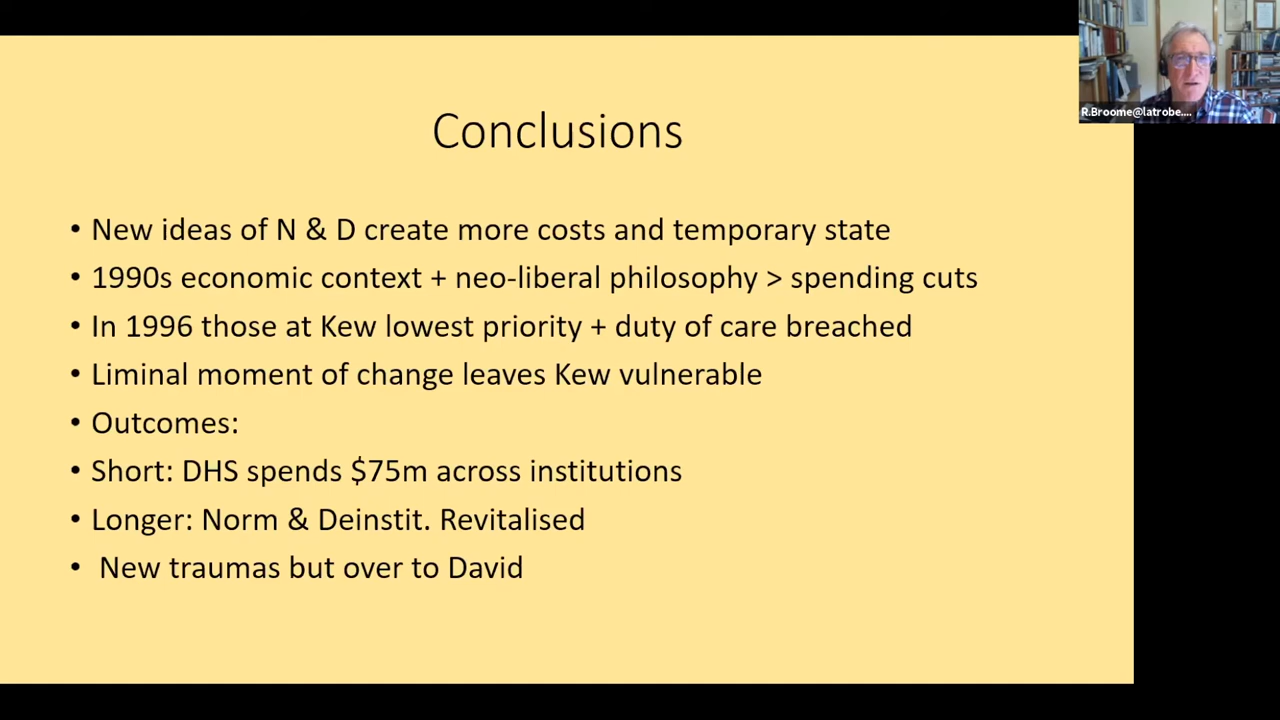 R.Broome@latrobe....
Conclusions
• New ideas of N & D create more costs and temporary state
• 1990s economic context + neo-liberal philosophy > spending cuts
• In 1996 those at Kew lowest priority + duty of care breached
• Liminal moment of change leaves Kew vulnerable
• Outcomes:
• Short: DHS spends $75m across institutions
• Longer: Norm & Deinstit. Revitalised
• New traumas but over to David